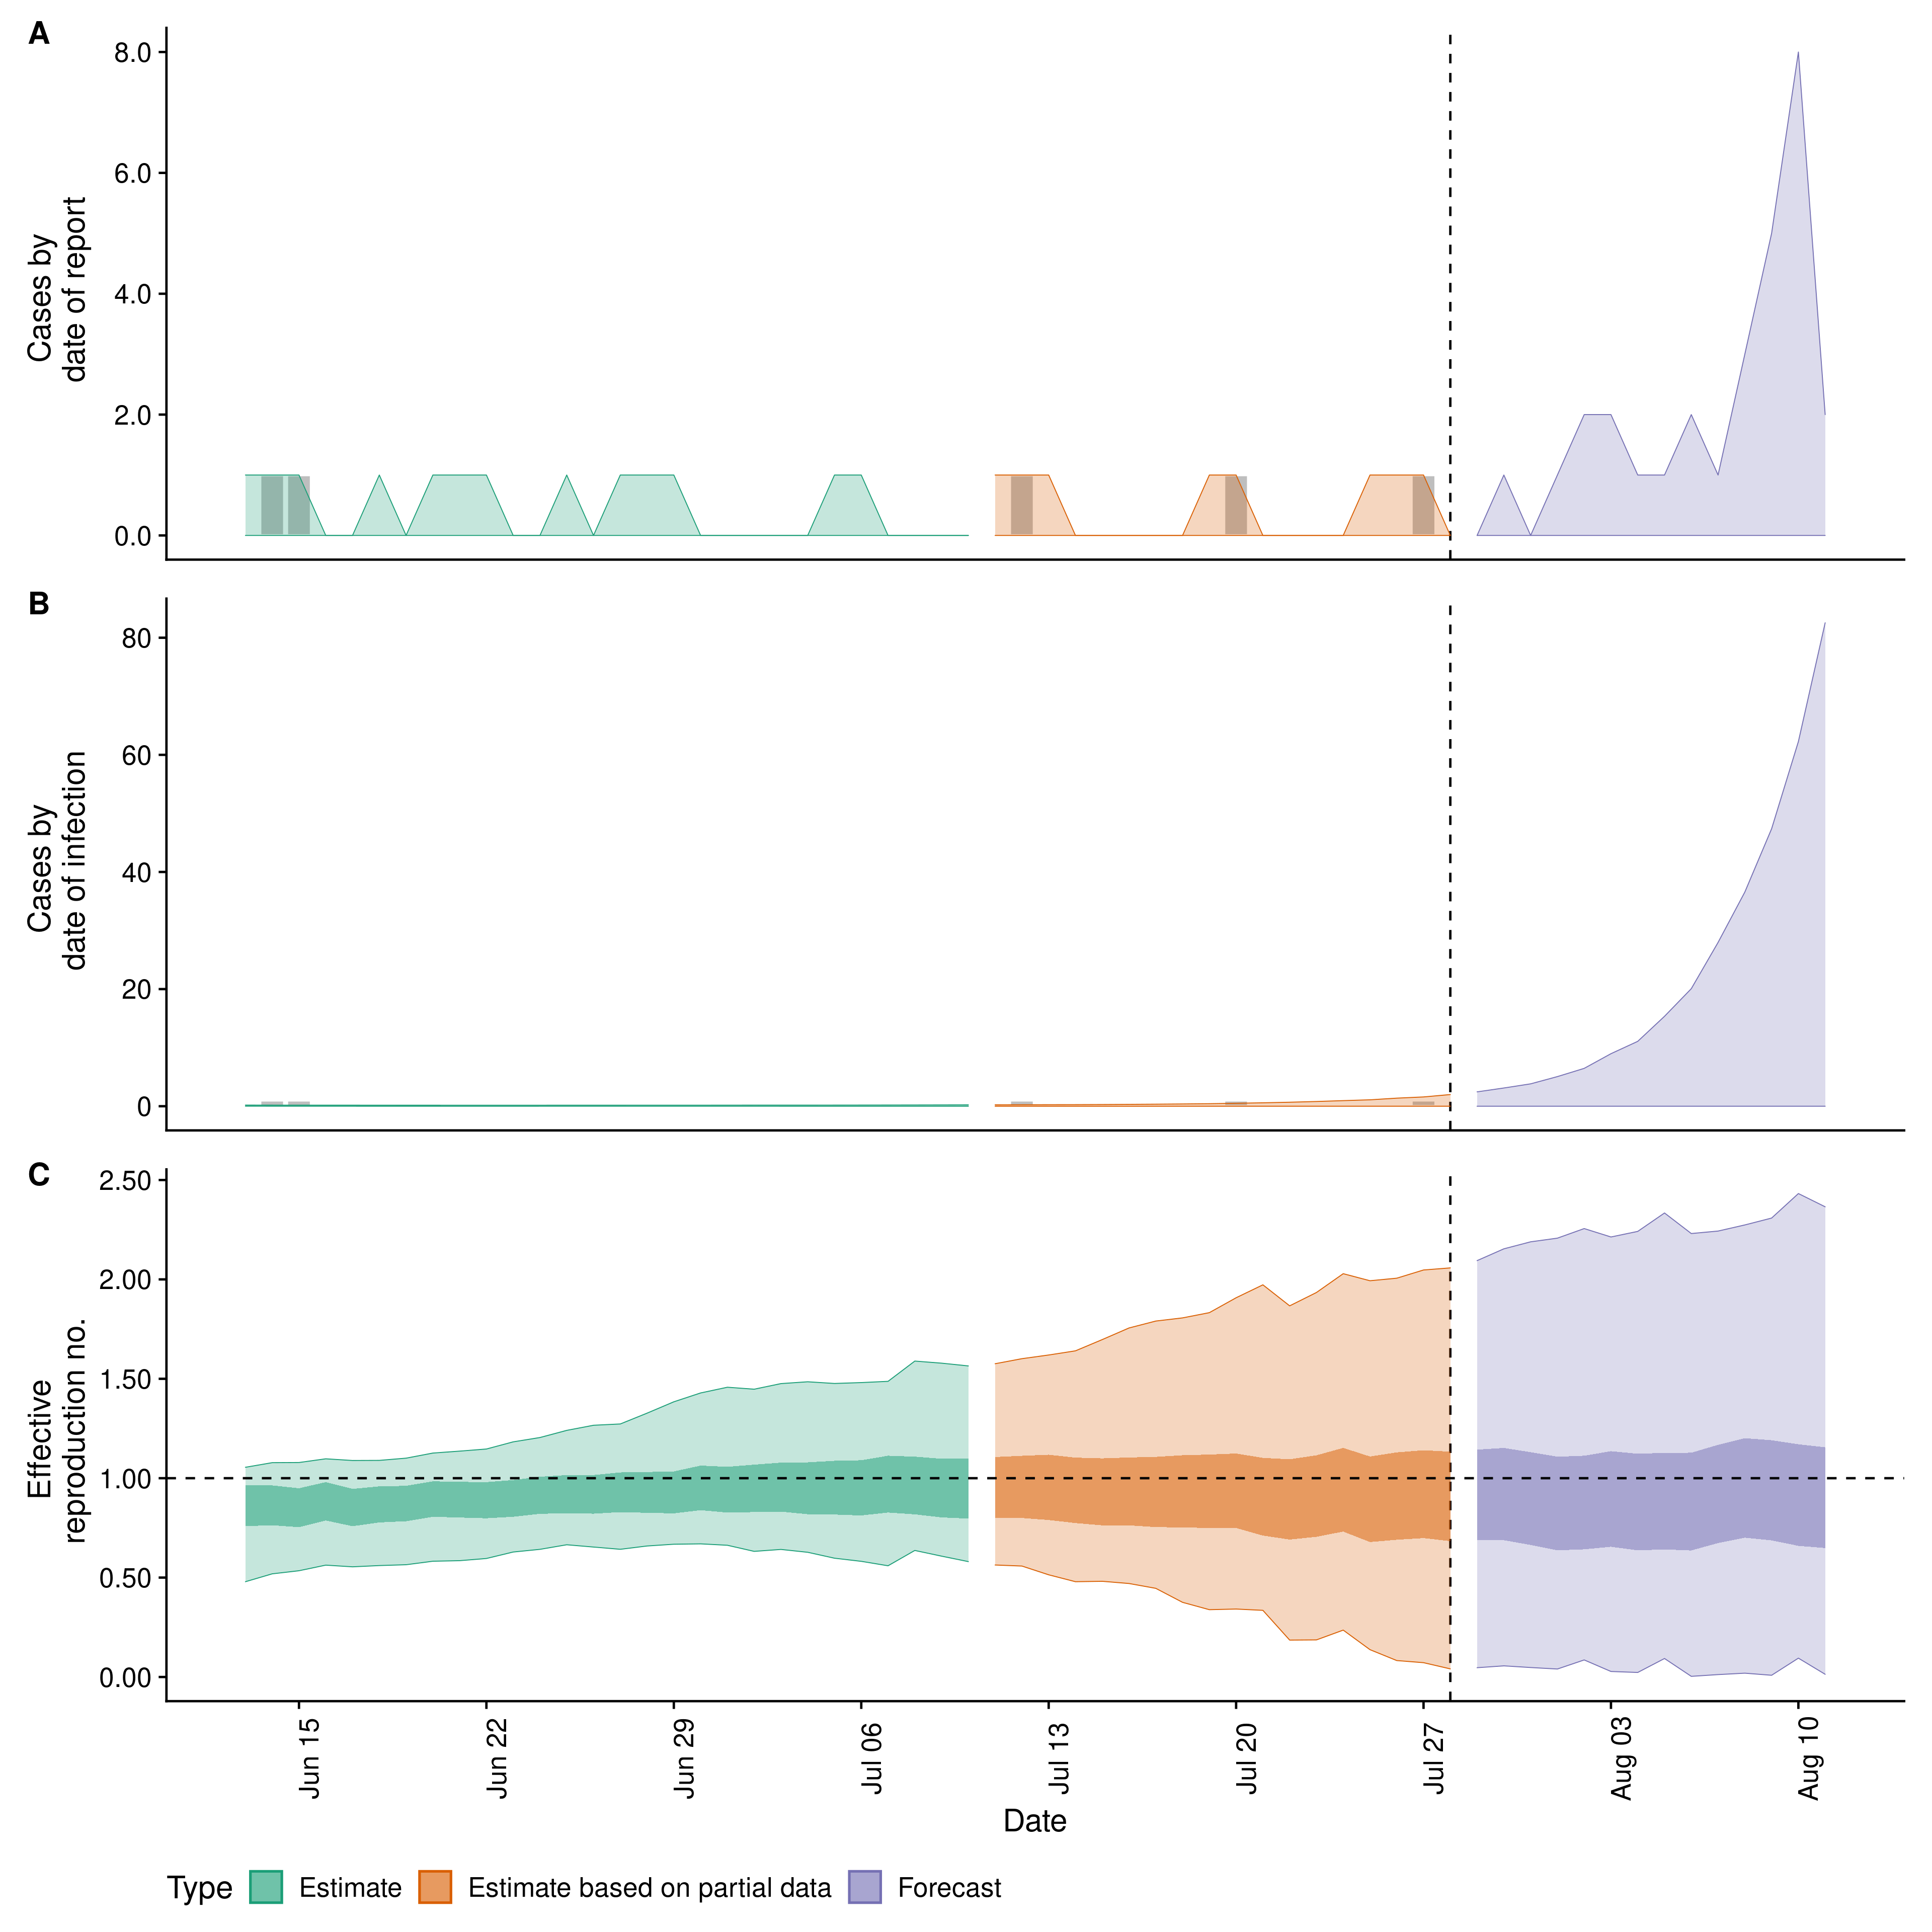 A
8.0
6.0
4.0
2.0
0.0
Cases by
date of report
B
80
60
40
20
0
Cases by
date of infection
C
2.50
2.00
1.50
1.00
0.50
0.00
Effective
reproduction no.
Jun 15
Jun 22
Jun 29
Jul 06
Jul 13
Jul 20
Jul 27
Aug 03
Aug 10
Date
Type Estimate Estimate based on partial data Forecast